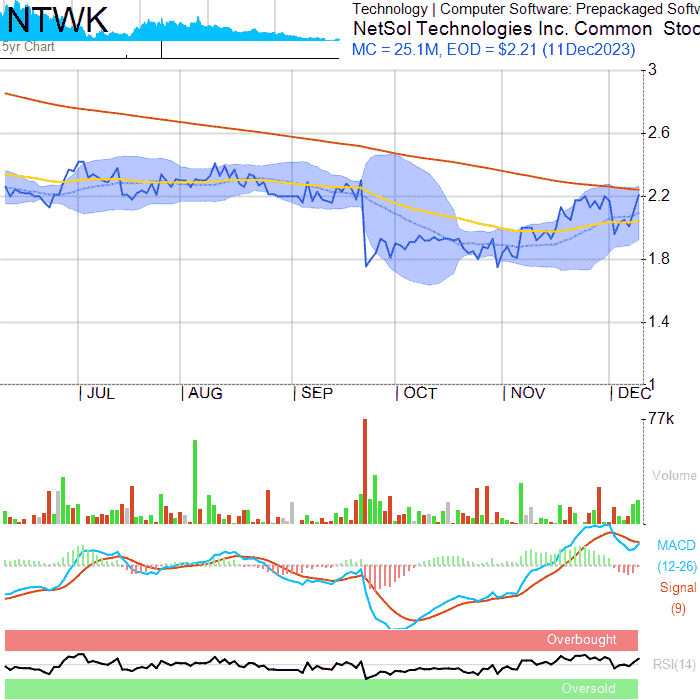 NTWK
5yr Chart
Technology | Computer Software: Prepackaged Softw
NetSol Technologies Inc. Common Stoc
MC = 25.1M, EOD = $2.21 (11Dec2023)
3
2.6
2.2
1.8
1.4
1
JUL AUG SEP OCT NOV DEC
77k
Volume
MACD
(12-26)
Signal
(9)
Overbought
RSI(14)
Oversold